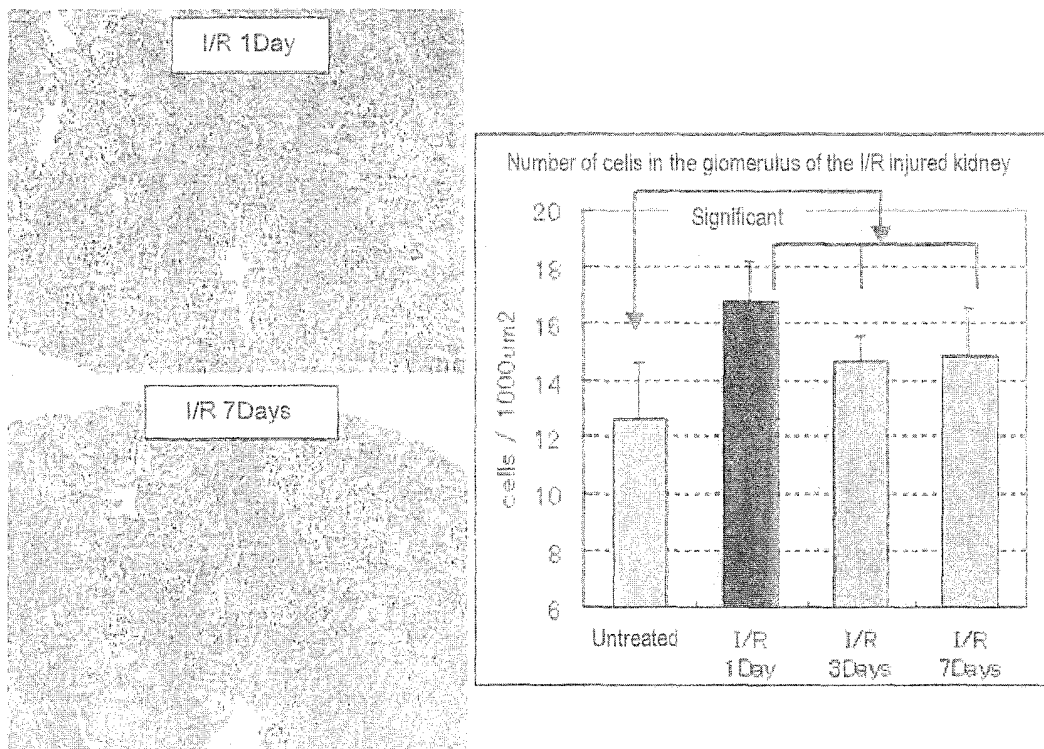 I/R 1Day
I/R 7Days
Number of cells in the glomerulus of the I/R injured kidney
Significant
cells / 1000um2
20
18
16
14
12
10
8
6
Untreated
I/R
1Day
I/R
3Days
I/R
7Days